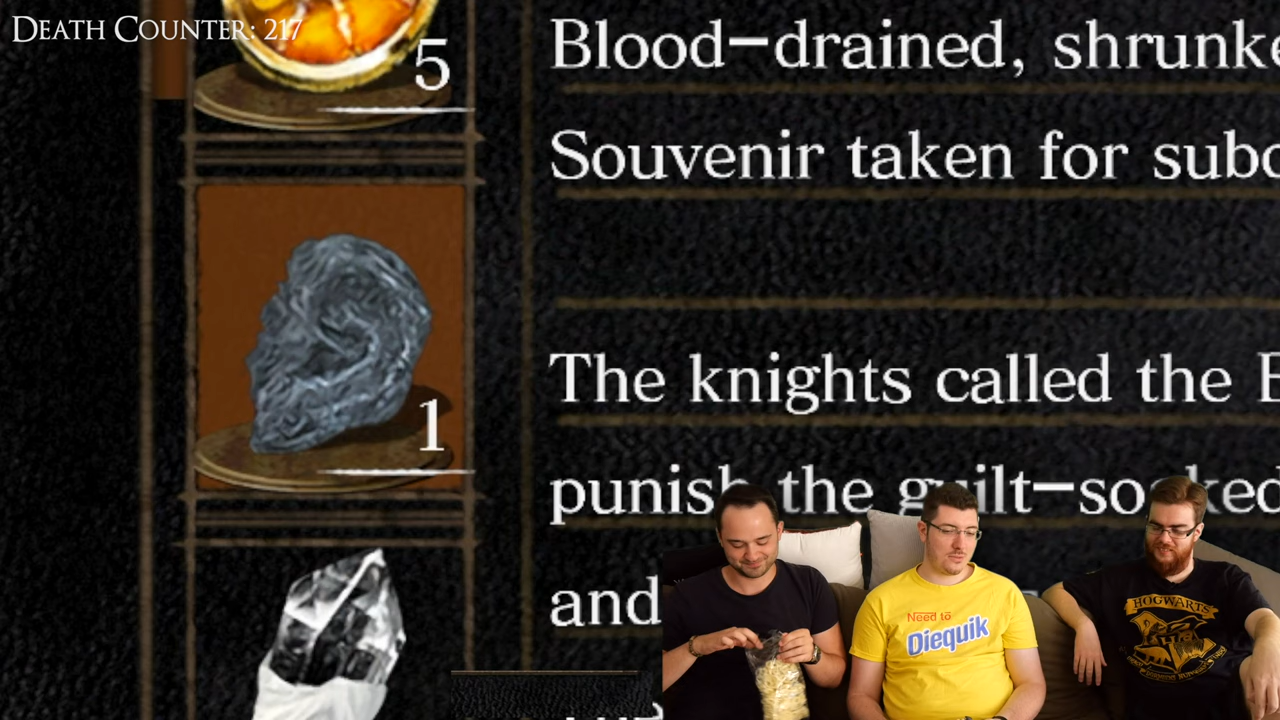 DEATH COUNTER: 217
5
Blood-drained, shrunke
Souvenir taken for subo
1
The knights called the B
punish the guilt-soaked
and
Need to
Diequik
HOGWARTS